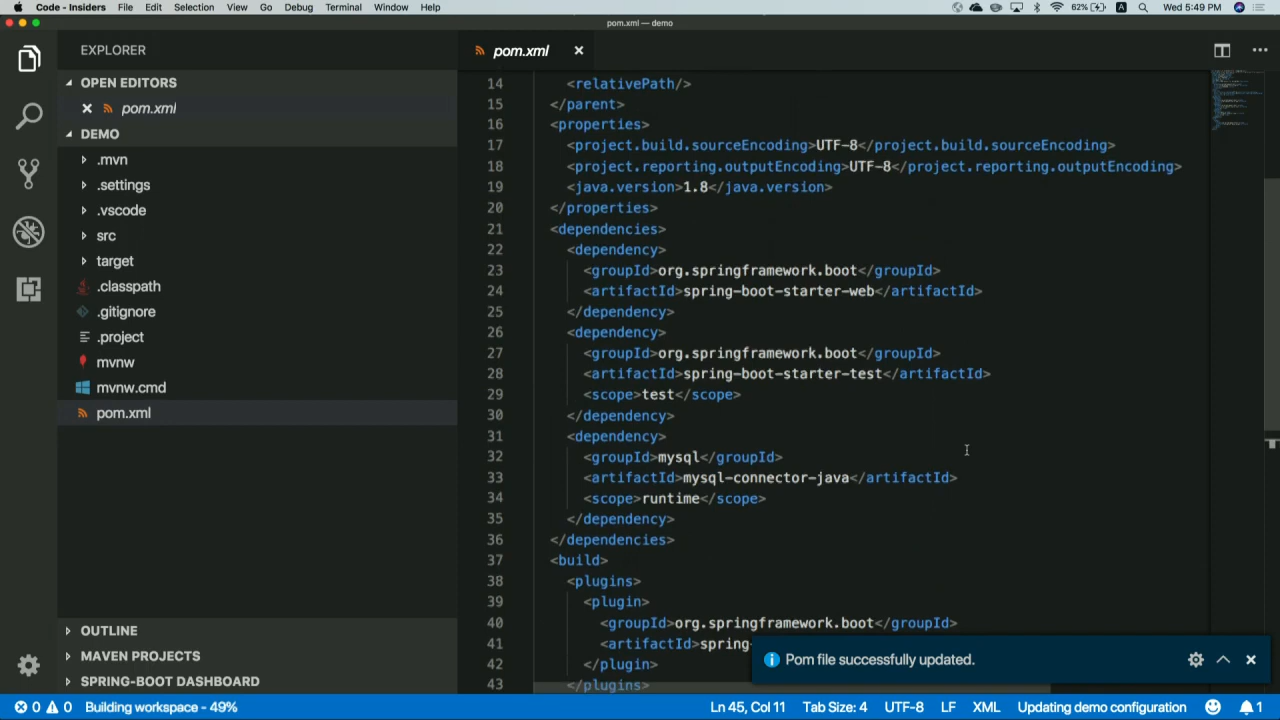 Code - Insiders File Edit Selection View Go Debug Terminal Window Help 62% A Wed 5:49 PM
pom.xml — demo
EXPLORER
OPEN EDITORS
pom.xml
DEMO
.mvn
.settings
.vscode
src
target
.classpath
.gitignore
.project
mvnw
mvnw.cmd
pom.xml
OUTLINE
MAVEN PROJECTS
SPRING-BOOT DASHBOARD
pom.xml
14 <relativePath/>
15 </parent>
16 <properties>
17 <project.build.sourceEncoding>UTF-8</project.build.sourceEncoding>
18 <project.reporting.outputEncoding>UTF-8</project.reporting.outputEncoding>
19 <java.version>1.8</java.version>
20 </properties>
21 <dependencies>
22 <dependency>
23 <groupId>org.springframework.boot</groupId>
24 <artifactId>spring-boot-starter-web</artifactId>
25 </dependency>
26 <dependency>
27 <groupId>org.springframework.boot</groupId>
28 <artifactId>spring-boot-starter-test</artifactId>
29 <scope>test</scope>
30 </dependency>
31 <dependency>
32 <groupId>mysql</groupId>
33 <artifactId>mysql-connector-java</artifactId>
34 <scope>runtime</scope>
35 </dependency>
36 </dependencies>
37 <build>
38 <plugins>
39 <plugin>
40 <groupId>org.springframework.boot</groupId>
41 <artifactId>spring-
42 </plugin>
43 </plugins>
Pom file successfully updated.
0 0 Building workspace - 49% Ln 45, Col 11 Tab Size: 4 UTF-8 LF XML Updating demo configuration 1